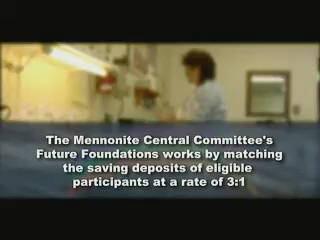 The Mennonite Central Committee's
Future Foundations works by matching
the saving deposits of eligible
participants at a rate of 3:1